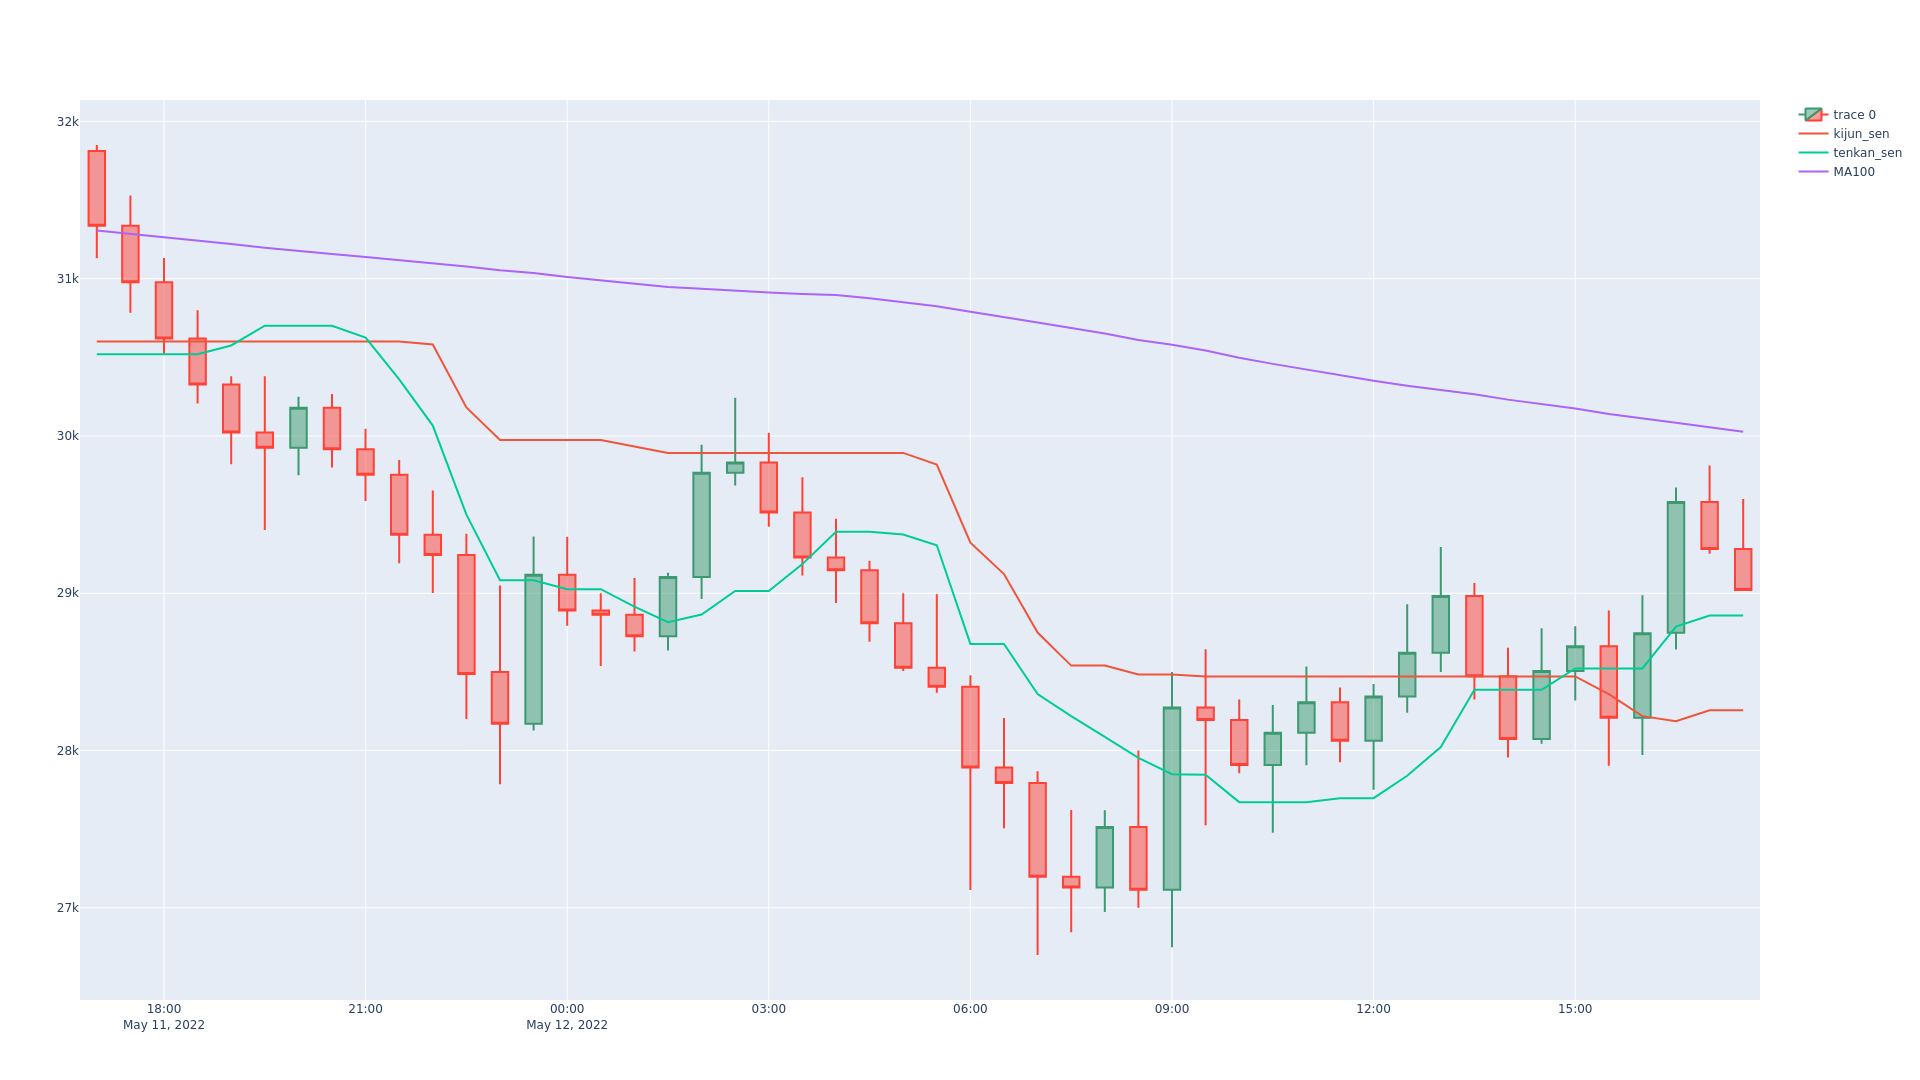 32k
31k
30k
29k
28k
27k
18:00
May 11, 2022
21:00
00:00
May 12, 2022
03:00
06:00
09:00
12:00
15:00
trace 0
kijun_sen
tenkan_sen
MA100